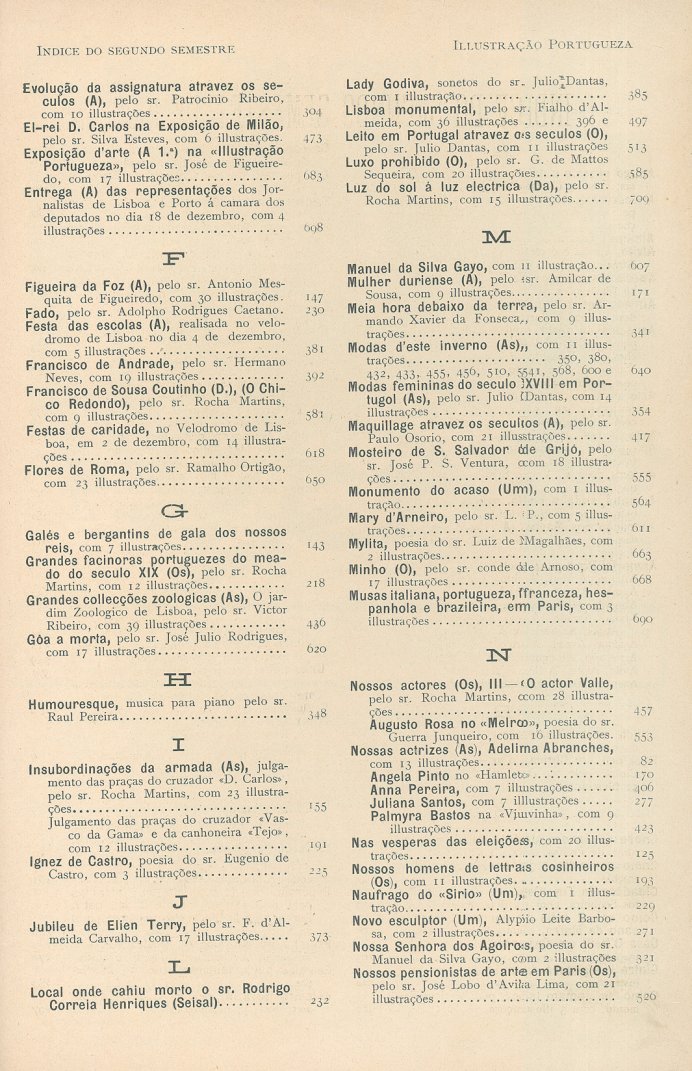 INDICE DO SEGUNDO SEMESTRE
ILLUSTRAÇÃO PORTUGUEZA
Evolução da assignatura atravez os se-
culos (A), pelo sr. Patrocinio Ribeiro,
com 10 illustrações 304
El-rei D. Carlos na Exposição de Milão,
pelo sr. Silva Esteves, com 6 illustrações. 473
Exposição d'arte (A 1.ª) na «Illustração
Portugueza», pelo sr. José de Figueire-
do, com 17 illustrações 683
Entrega (A) das representações dos Jor-
nalistas de Lisboa e Porto á camara dos
deputados no dia 18 de dezembro, com 4
illustrações 698
F
Figueira da Foz (A), pelo sr. Antonio Mes-
quita de Figueiredo, com 30 illustrações. 147
Fado, pelo sr. Adolpho Rodrigues Caetano. 230
Festa das escolas (A), realisada no velo-
dromo de Lisboa no dia 4 de dezembro,
com 5 illustrações 381
Francisco de Andrade, pelo sr. Hermano
Neves, com 19 illustrações 392
Francisco de Sousa Coutinho (D.), (O Chi-
co Redondo), pelo sr. Rocha Martins,
com 9 illustrações 581
Festas de caridade, no Velodromo de Lis-
boa, em 2 de dezembro, com 14 illustra-
ções 618
Flores de Roma, pelo sr. Ramalho Ortigão,
com 23 illustrações 650
G
Galés e bergantins de gala dos nossos
reis, com 7 illustrações 143
Grandes facinoras portuguezes do mea-
do do seculo XIX (Os), pelo sr. Rocha
Martins, com 12 illustrações 218
Grandes collecções zoologicas (As), O jar-
dim Zoologico de Lisboa, pelo sr. Victor
Ribeiro, com 39 illustrações 436
Gôa a morta, pelo sr. José Julio Rodrigues,
com 17 illustrações 620
H
Humouresque, musica para piano pelo sr.
Raul Pereira 348
I
Insubordinações da armada (As), julga-
mento das praças do cruzador «D. Carlos»,
pelo sr. Rocha Martins, com 23 illustra-
ções 155
Julgamento das praças do cruzador «Vas-
co da Gama» e da canhoneira «Tejo»,
com 12 illustrações 191
Ignez de Castro, poesia do sr. Eugenio de
Castro, com 3 illustrações 225
J
Jubileu de Elien Terry, pelo sr. F. d'Al-
meida Carvalho, com 17 illustrações 373
L
Local onde cahiu morto o sr. Rodrigo
Correia Henriques (Seisal) 232
Lady Godiva, sonetos do sr. Julio Dantas,
com 1 illustração 385
Lisboa monumental, pelo sr. Fialho d'Al-
meida, com 36 illustrações 396 e 497
Leito em Portugal atravez os seculos (O),
pelo sr. Julio Dantas, com 11 illustrações 513
Luxo prohibido (O), pelo sr. G. de Mattos
Sequeira, com 20 illustrações 585
Luz do sol á luz electrica (Da), pelo sr.
Rocha Martins, com 15 illustrações 709
M
Manuel da Silva Gayo, com 11 illustração... 607
Mulher duriense (A), pelo sr. Amilcar de
Sousa, com 9 illustrações 171
Meia hora debaixo da terra, pelo sr. Ar-
mando Xavier da Fonseca, com 9 illus-
trações 341
Modas d'este inverno (As), com 11 illus-
trações 350, 380,
432, 433, 455, 456, 510, 5541, 568, 600 e 640
Modas femininas do seculo XVIII em Por-
tugol (As), pelo sr. Julio Dantas, com 14
illustrações 354
Maquillage atravez os seculos (A), pelo sr.
Paulo Osorio, com 21 illusstrações 417
Mosteiro de S. Salvador de Grijó, pelo
sr. José P. S. Ventura, ccom 18 illustra-
ções 555
Monumento do acaso (Um), com 1 illus-
tração 564
Mary d'Arneiro, pelo sr. L. P., com 5 illus-
trações 611
Mylita, poesia do sr. Luiz de Magalhães, com
2 illustrações 663
Minho (O), pelo sr. conde de Arnoso, com
17 illustrações 668
Musas italiana, portugueza, franceza, hes-
panhola e brazileira, em Paris, com 3
illustrações 690
N
Nossos actores (Os), III — O actor Valle,
pelo sr. Rocha Martins, ccom 28 illustra-
ções 457
Augusto Rosa no «Melro», poesia do sr.
Guerra Junqueiro, com 16 illustrações. 553
Nossas actrizes (As), Adelina Abranches,
com 13 illustrações 82
Angela Pinto no «Hamlet» 170
Anna Pereira, com 7 illustrações 406
Juliana Santos, com 7 illlustrações 277
Palmyra Bastos na «Viuvinha», com 9
illustrações 423
Nas vesperas das eleições, com 20 illus-
trações 125
Nossos homens de lettras cosinheiros
(Os), com 11 illustrações 193
Naufrago do «Sirio» (Um), com 1 illus-
tração 229
Novo esculptor (Um), Alypio Leite Barbo-
sa, com 2 illustrações 271
Nossa Senhora dos Agoiros, poesia do sr.
Manuel da Silva Gayo, com 2 illustrações 321
Nossos pensionistas de arte em Paris (Os),
pelo sr. José Lobo d'Avila Lima, com 21
illustrações 526